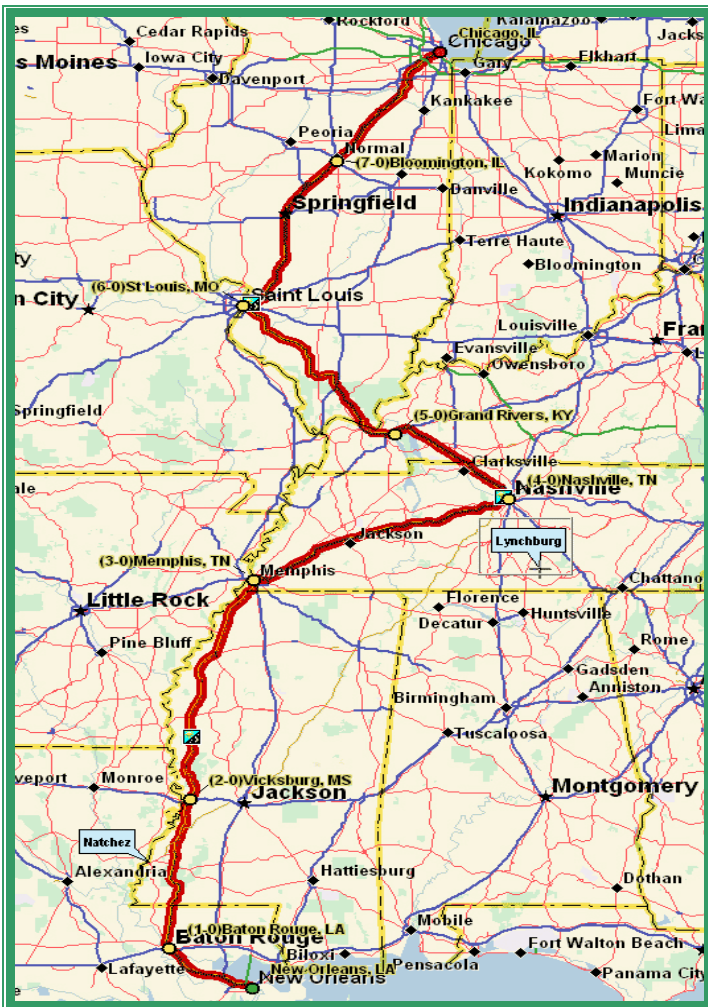 Rockford
Chicago, IL
Chicago
Kalamazoo
Cedar Rapids
Iowa City
s Moines
Davenport
Gary
Elkhart
Jacks
Kankakee
Fort Wa
Peoria
Lima
Normal
(7-0)Bloomington, IL
Marion
Kokomo
Muncie
Danville
Springfield
Indianapolis
Terre Haute
Bloomington
(6-0)St Louis, MO
Saint Louis
n City
Louisville
Fran
Evansville
Owensboro
Springfield
(5-0)Grand Rivers, KY
Clarksville
(4-0)Nashville, TN
Nashville
Jackson
Lynchburg
(3-0)Memphis, TN
Memphis
Chattano
Little Rock
Florence
Huntsville
Decatur
Pine Bluff
Rome
Gadsden
Anniston
Birmingham
Tuscaloosa
veport
Monroe
(2-0)Vicksburg, MS
Jackson
Montgomery
Natchez
Alexandria
Hattiesburg
Dothan
(1-0)Baton Rouge, LA
Baton Rouge
Mobile
Biloxi
Fort Walton Beach
Pensacola
Lafayette
New Orleans, LA
New Orleans
Panama City